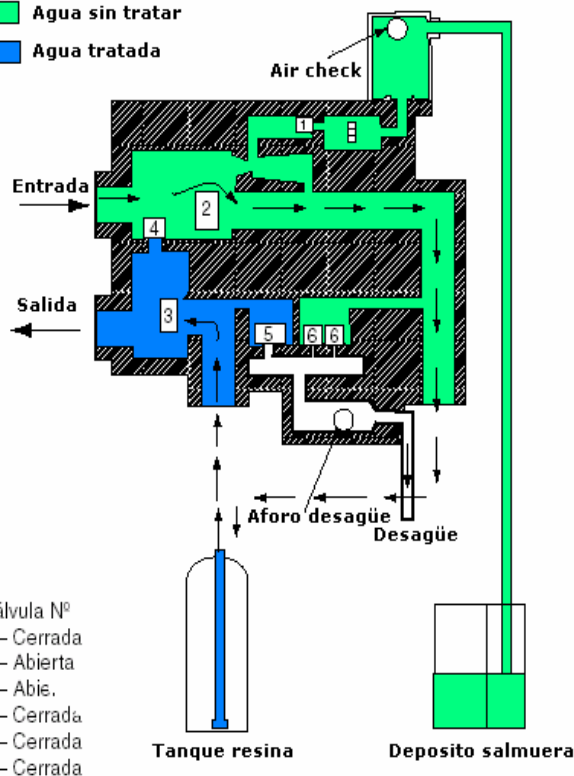 Agua sin tratar
Agua tratada
Air check
1
Entrada
2
4
Salida
3
5
6
6
Aforo desagüe
Desagüe
álvula Nº
– Cerrada
– Abierta
– Abie.
– Cerrada
– Cerrada
– Cerrada
Tanque resina
Deposito salmuera